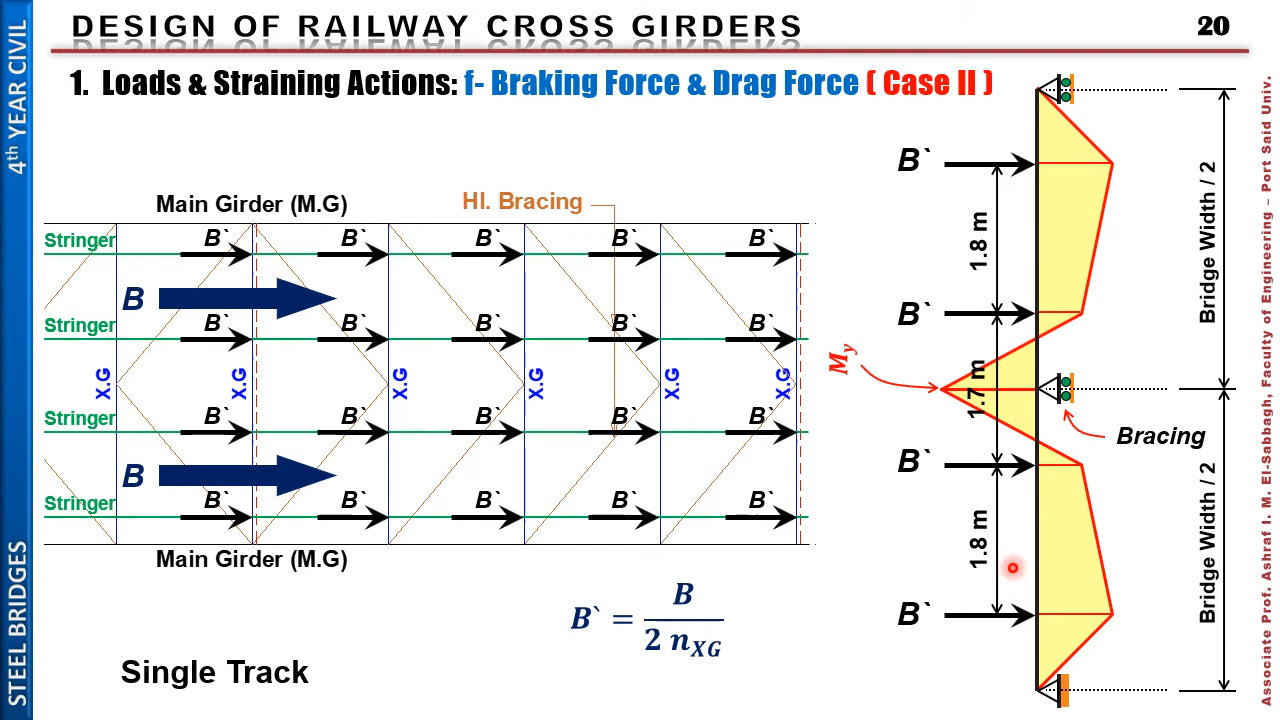 DESIGN OF RAILWAY CROSS GIRDERS
20
1. Loads & Straining Actions: f- Braking Force & Drag Force ( Case II )
4th YEAR CIVIL
STEEL BRIDGES
Main Girder (M.G)
HI. Bracing
Stringer
B` B` B` B` B`
B
Stringer
B` B` B` B` B`
X.G X.G X.G X.G X.G X.G
Stringer
B` B` B` B` B`
B
Stringer
B` B` B` B` B`
Main Girder (M.G)
B` = B / 2 nXG
Single Track
B`
1.8 m
B`
My
1.7 m
Bracing
B`
1.8 m
B`
Bridge Width / 2
Bridge Width / 2
Associate Prof. Ashraf I. M. El-Sabbagh, Faculty of Engineering – Port Said Univ.